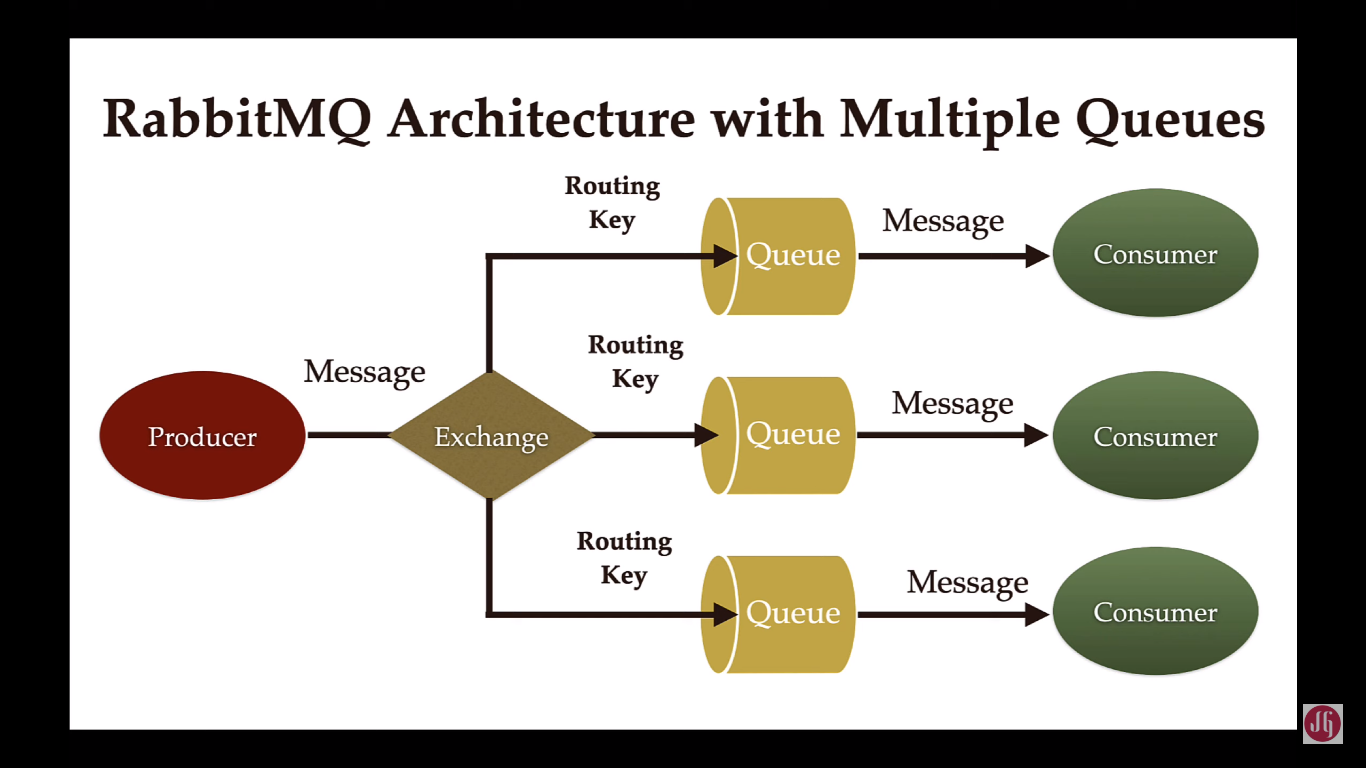 RabbitMQ Architecture with Multiple Queues
Routing
Key
Queue
Message
Consumer
Message
Producer
Exchange
Routing
Key
Queue
Message
Consumer
Routing
Key
Queue
Message
Consumer